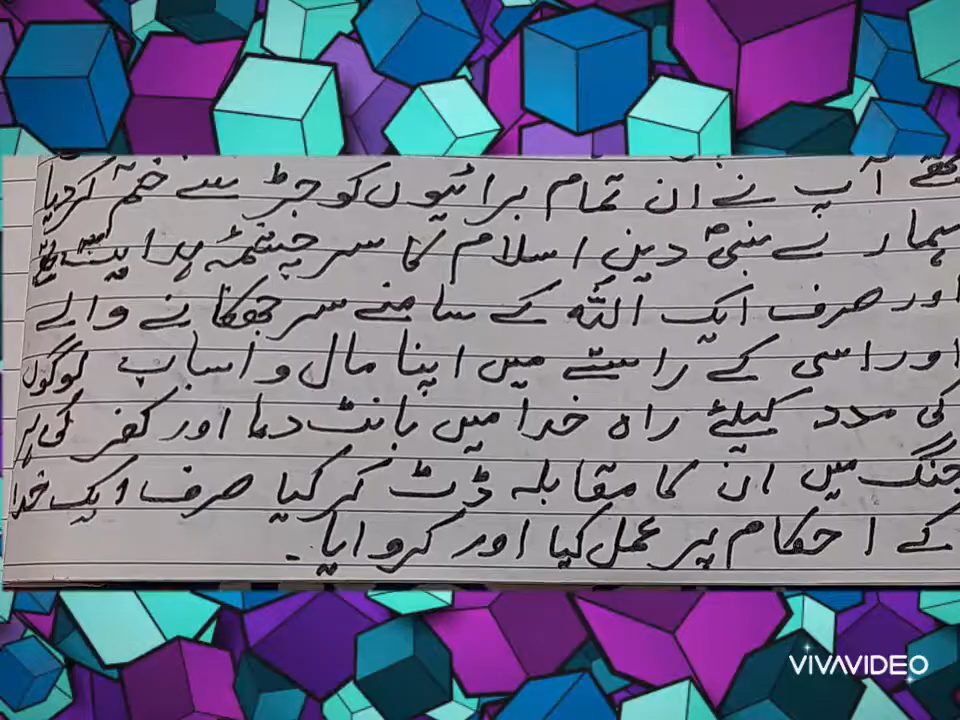 تھے آپ نے ان تمام برائیوں کو جڑ سے ختم کر دیا
ہمارے نبیؐ دین اسلام کا سرچشمہ ہدایت
اور صرف ایک اللہ کے سامنے سر جھکانے والے
اور اسی کے راستے میں اپنا مال و اساب لوگوں
کی مدد کیلئے راہ خدا میں بانٹ دیا اور کفر کی ہر
جنگ میں ان کا مقابلہ ڈٹ کر کیا صرف ایک خدا
کے احکام پر عمل کیا اور کروایا۔
VIVAVIDEO